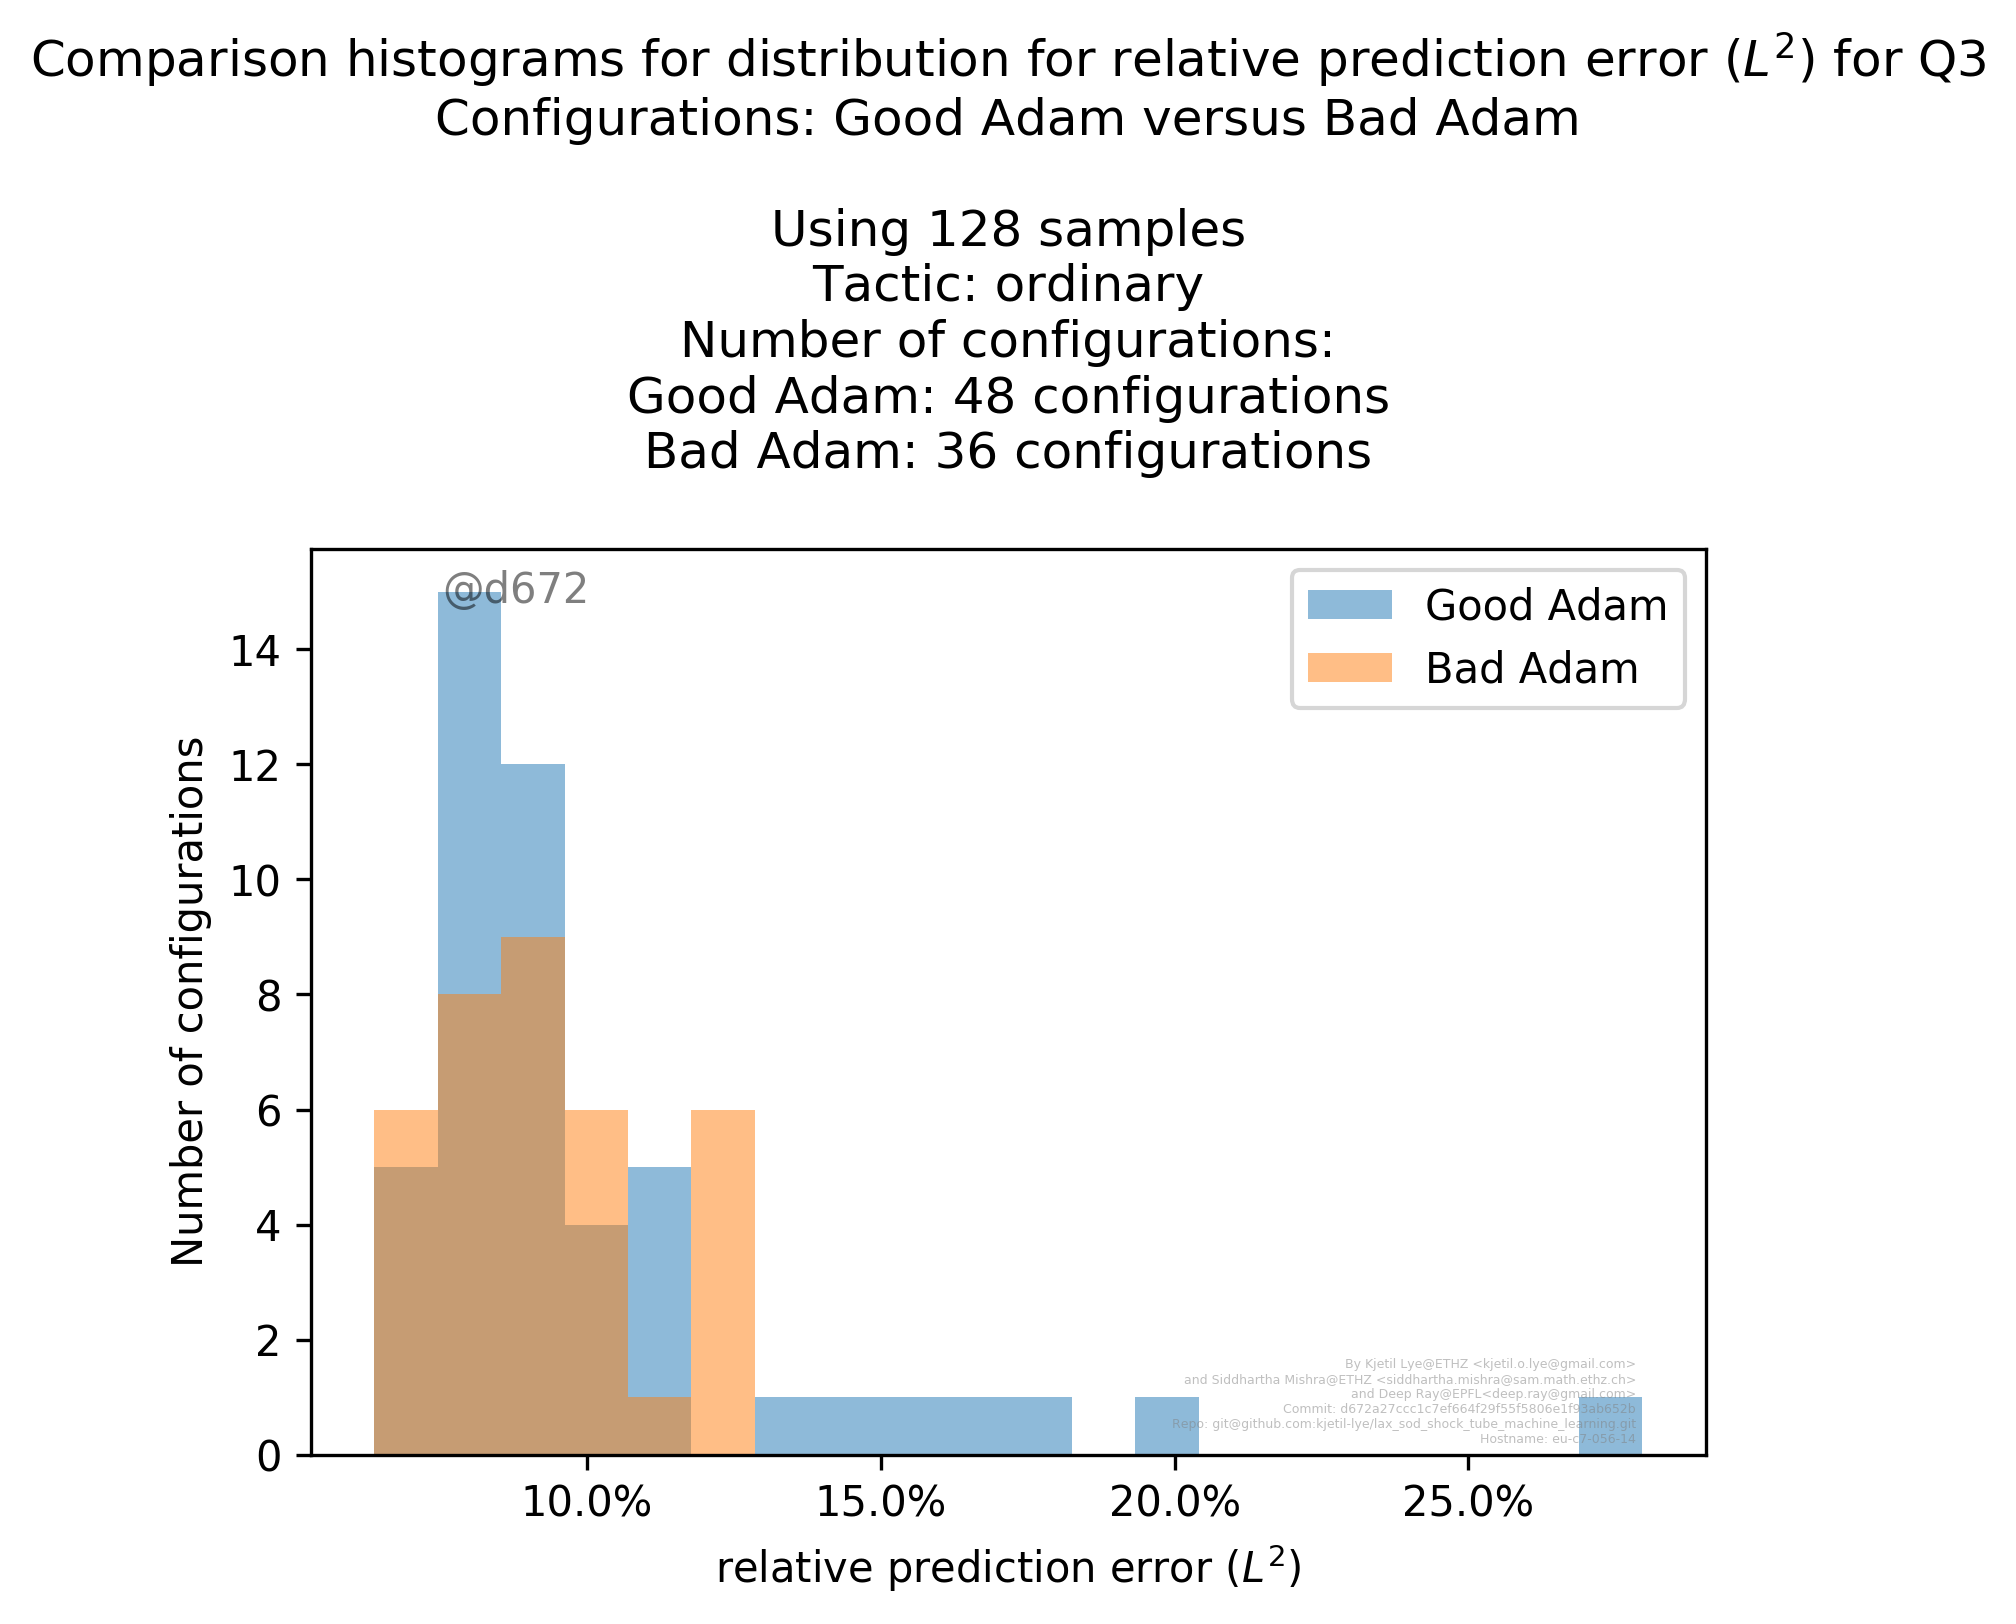 Comparison histograms for distribution for relative prediction error (L²) for Q3
Configurations: Good Adam versus Bad Adam
Using 128 samples
Tactic: ordinary
Number of configurations:
Good Adam: 48 configurations
Bad Adam: 36 configurations
@d672
Good Adam
Bad Adam
Number of configurations
14
12
10
8
6
4
2
0
By Kjetil Lye@ETHZ <kjetil.o.lye@gmail.com>
and Siddhartha Mishra@ETHZ <siddhartha.mishra@sam.math.ethz.ch>
and Deep Ray@EPFL<deep.ray@gmail.com>
Commit: d672a27ccc1c7ef664f29f55f5806e1f93ab652b
Repo: git@github.com:kjetil-lye/lax_sod_shock_tube_machine_learning.git
Hostname: eu-c7-056-14
10.0% 15.0% 20.0% 25.0%
relative prediction error (L²)